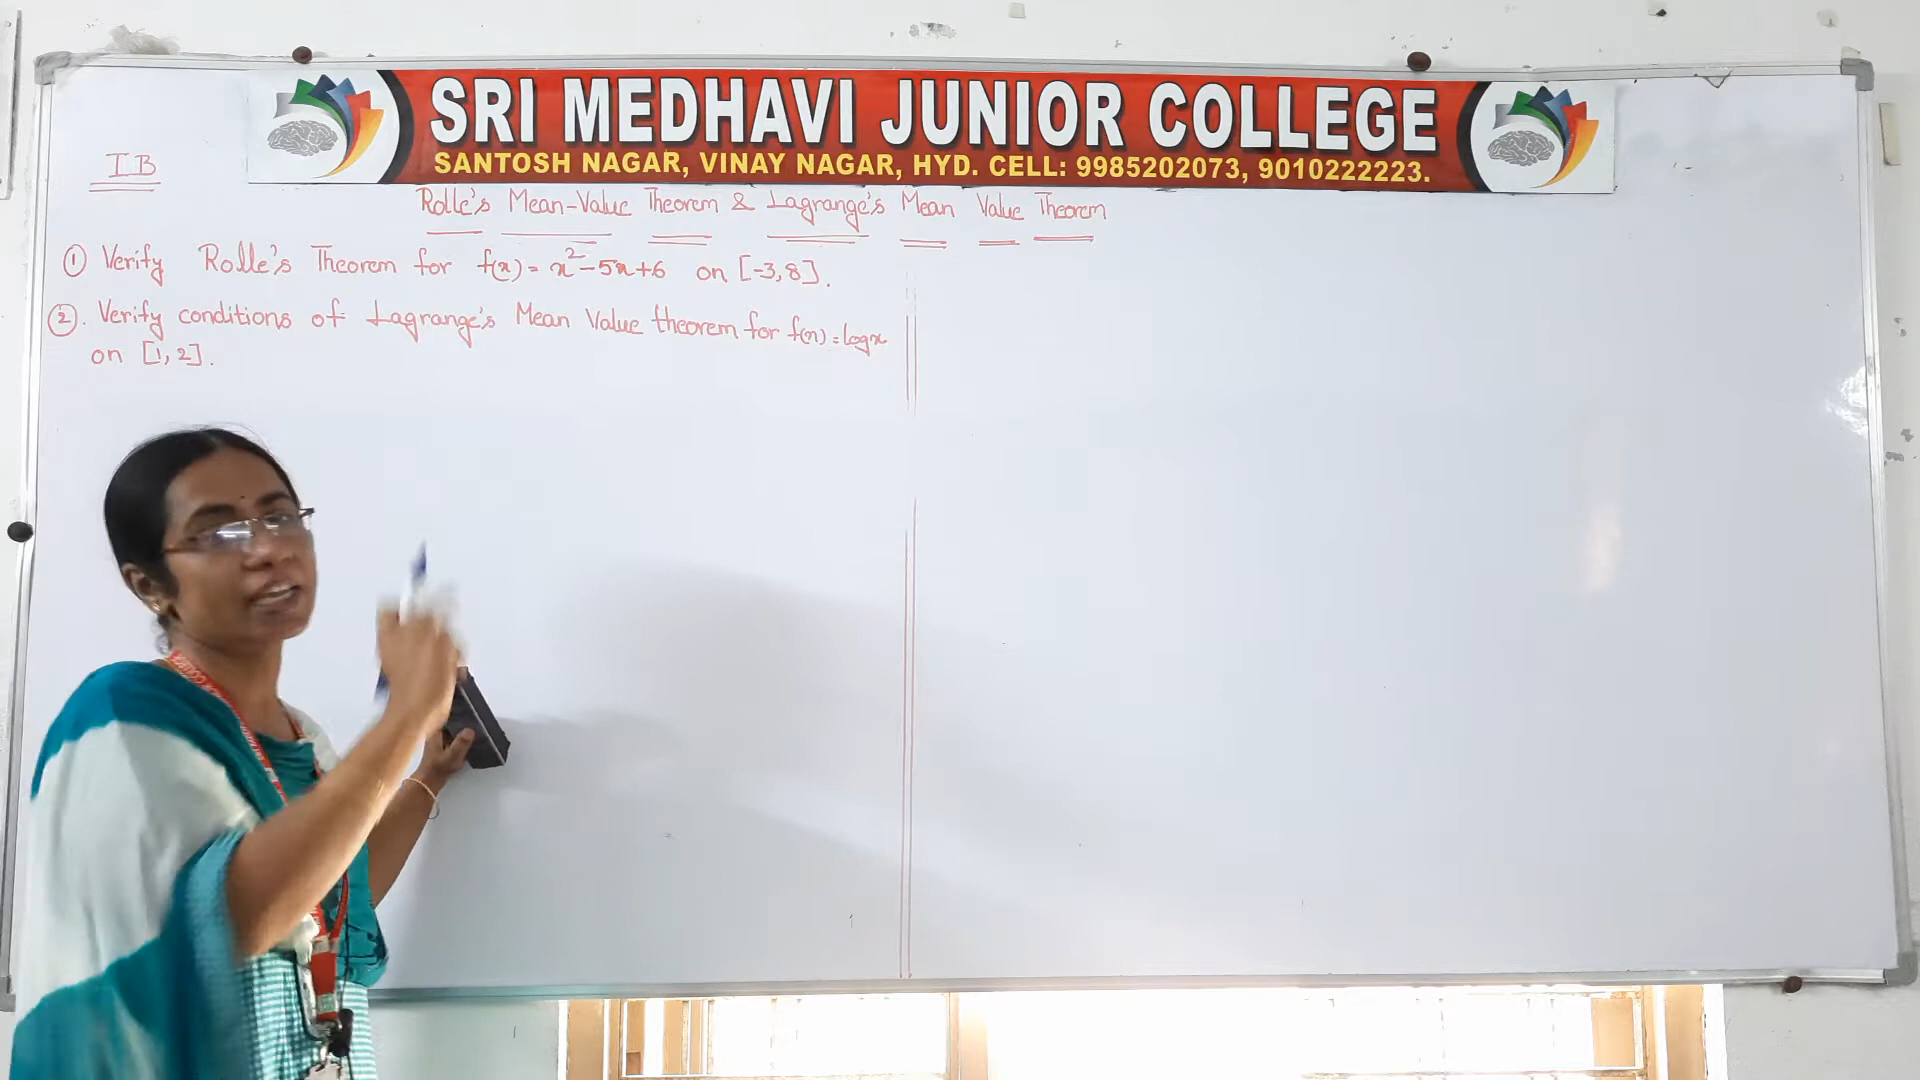 SRI MEDHAVI JUNIOR COLLEGE
SANTOSH NAGAR, VINAY NAGAR, HYD. CELL: 9985202073, 9010222223.
IB
Rolle's Mean-Value Theorem & Lagrange's Mean Value Theorem
① Verify Rolle's Theorem for f(x) = x²-5x+6 on [-3,8].
②. Verify conditions of Lagrange's Mean Value theorem for f(x) = logx
on [1, 2].